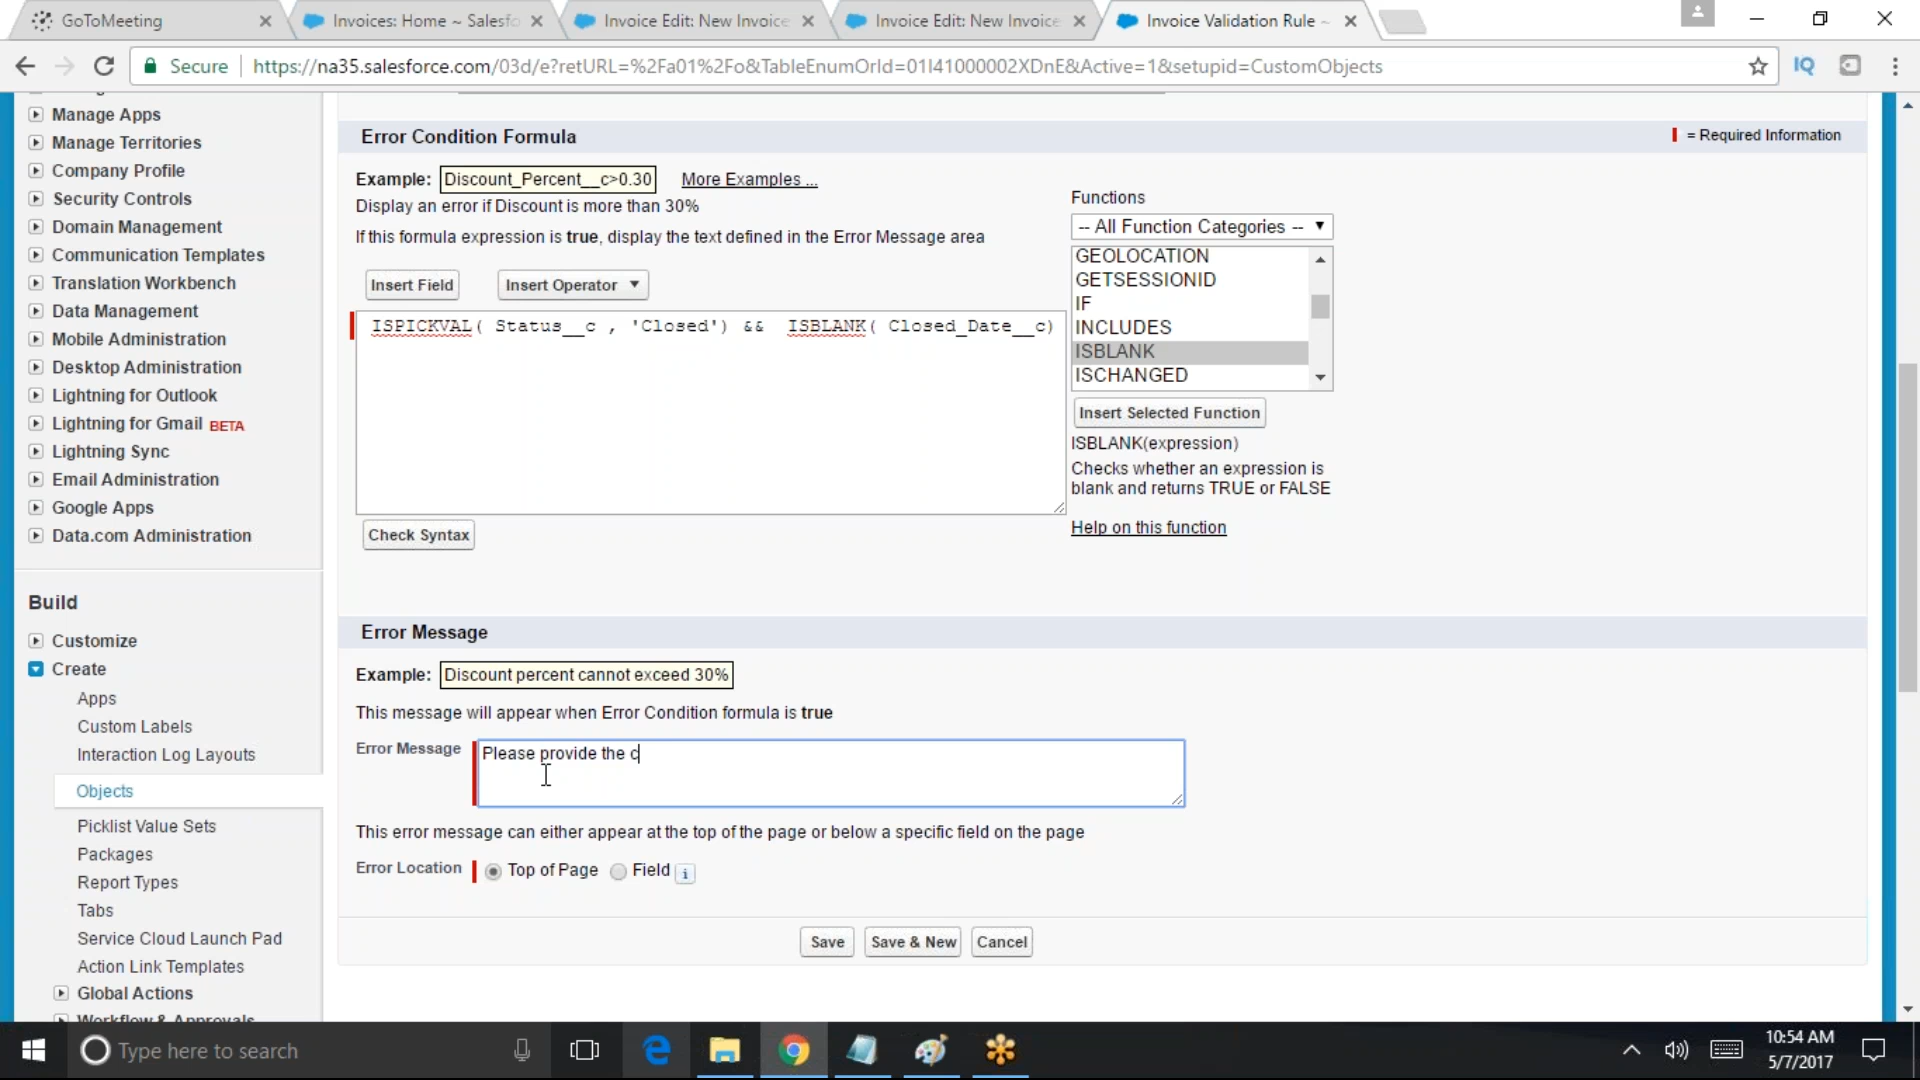 GoToMeeting
Invoices: Home ~ Salesfo
Invoice Edit: New Invoice
Invoice Edit: New Invoice
Invoice Validation Rule ~
Secure
https://na35.salesforce.com/03d/e?retURL=%2Fa01%2Fo&TableEnumOrId=01I41000002XDnE&Active=1&setupid=CustomObjects
IQ
Manage Apps
Manage Territories
Company Profile
Security Controls
Domain Management
Communication Templates
Translation Workbench
Data Management
Mobile Administration
Desktop Administration
Lightning for Outlook
Lightning for Gmail BETA
Lightning Sync
Email Administration
Google Apps
Data.com Administration
Build
Customize
Create
Apps
Custom Labels
Interaction Log Layouts
Objects
Picklist Value Sets
Packages
Report Types
Tabs
Service Cloud Launch Pad
Action Link Templates
Global Actions
Workflow & Approvals
Error Condition Formula
= Required Information
Example: Discount_Percent__c>0.30 More Examples ...
Display an error if Discount is more than 30%
If this formula expression is true, display the text defined in the Error Message area
Insert Field
Insert Operator
ISPICKVAL( Status__c , 'Closed') && ISBLANK( Closed_Date__c)
Check Syntax
Functions
-- All Function Categories --
GEOLOCATION
GETSESSIONID
IF
INCLUDES
ISBLANK
ISCHANGED
Insert Selected Function
ISBLANK(expression)
Checks whether an expression is
blank and returns TRUE or FALSE
Help on this function
Error Message
Example: Discount percent cannot exceed 30%
This message will appear when Error Condition formula is true
Error Message
Please provide the c
This error message can either appear at the top of the page or below a specific field on the page
Error Location
Top of Page
Field
i
Save
Save & New
Cancel
Type here to search
10:54 AM
5/7/2017